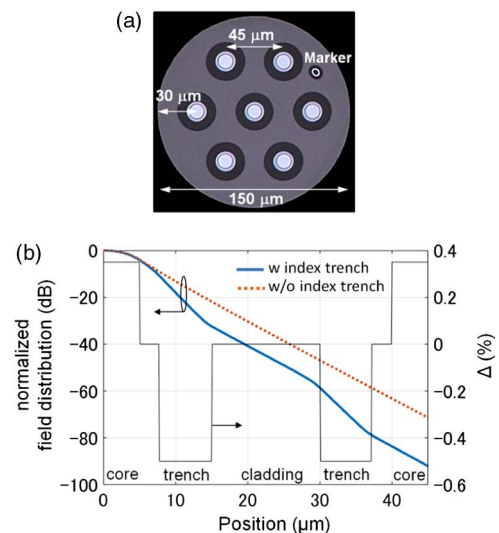 (a)
45 μm
Marker
30 μm
150 μm
(b)
w index trench
w/o index trench
normalized
field distribution (dB)
0
−20
−40
−60
−80
−100
0.4
0.2
0
−0.2
−0.4
−0.6
Δ (%)
core trench cladding trench core
0 10 20 30 40
Position (μm)